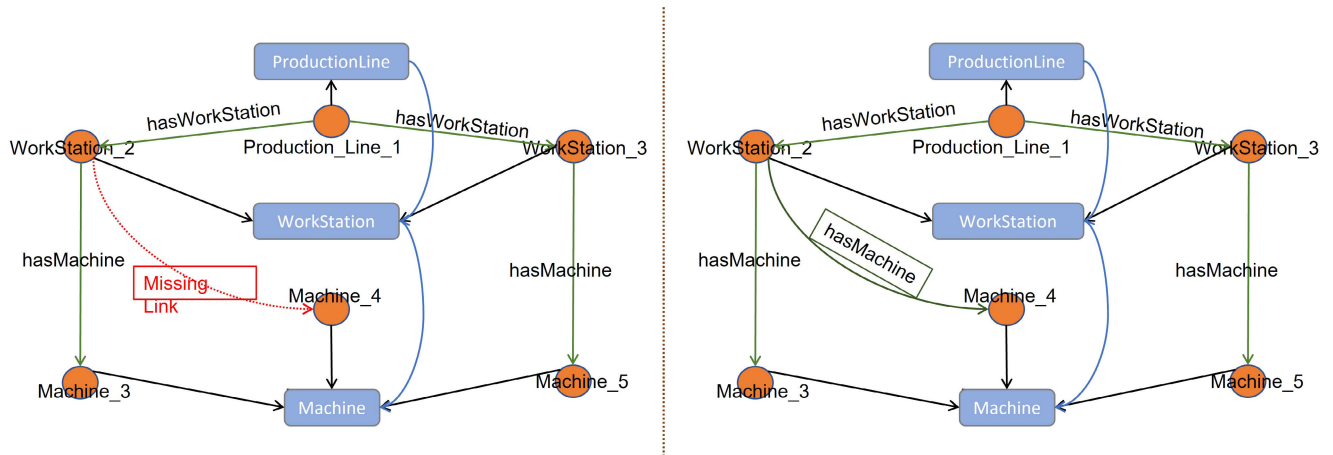 ProductionLine
hasWorkStation
hasWorkStation
WorkStation_2
Production_Line_1
WorkStation_3
WorkStation
hasMachine
hasMachine
Missing
Link
Machine_4
Machine_3
Machine_5
Machine
ProductionLine
hasWorkStation
hasWorkStation
WorkStation_2
Production_Line_1
WorkStation_3
WorkStation
hasMachine
hasMachine
hasMachine
Machine_4
Machine_3
Machine_5
Machine